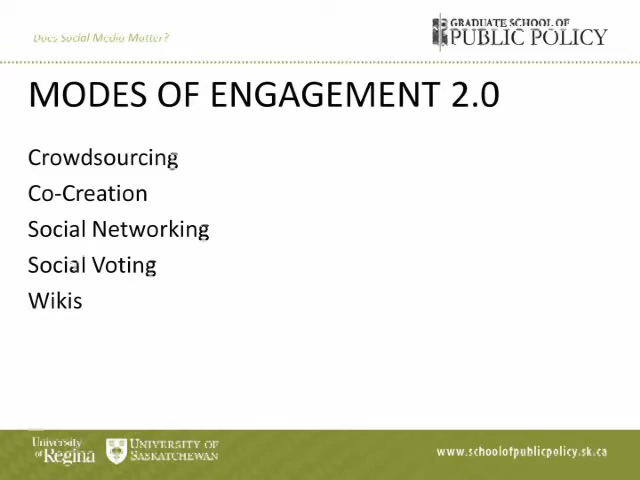 Does Social Media Matter?
GRADUATE SCHOOL OF
PUBLIC POLICY
MODES OF ENGAGEMENT 2.0
Crowdsourcing
Co-Creation
Social Networking
Social Voting
Wikis
University
of Regina
UNIVERSITY OF
SASKATCHEWAN
www.schoolofpublicpolicy.sk.ca